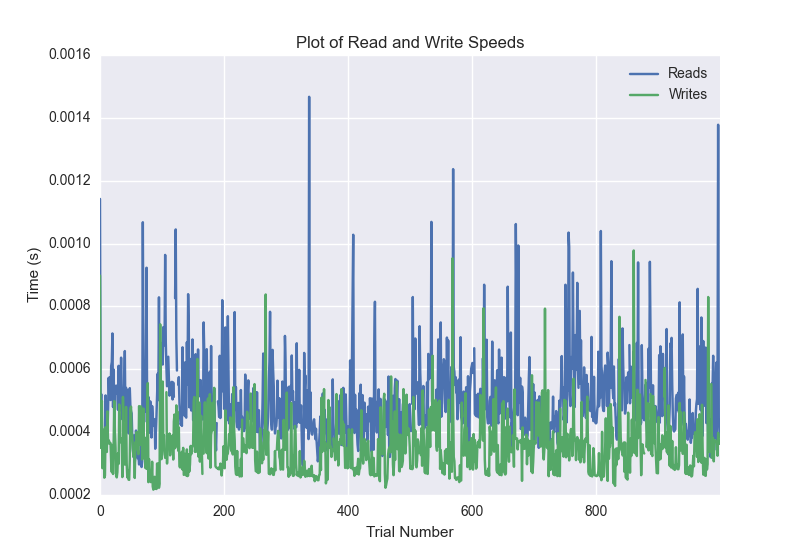 Plot of Read and Write Speeds
Reads
Writes
0.0016
0.0014
0.0012
0.0010
0.0008
0.0006
0.0004
0.0002
Time (s)
0 200 400 600 800
Trial Number